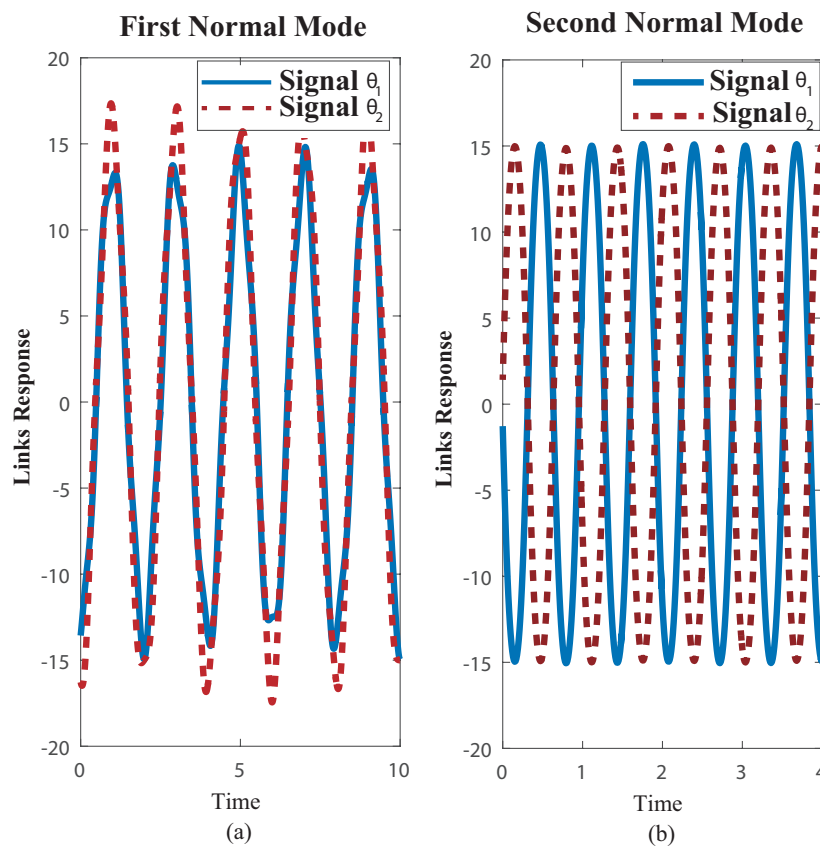 First Normal Mode
Signal θ1
Signal θ2
20
15
10
5
0
-5
-10
-15
-20
Links Response
0
5
10
Time
(a)
Second Normal Mode
Signal θ1
Signal θ2
20
15
10
5
0
-5
-10
-15
-20
Links Response
0
1
2
3
4
Time
(b)